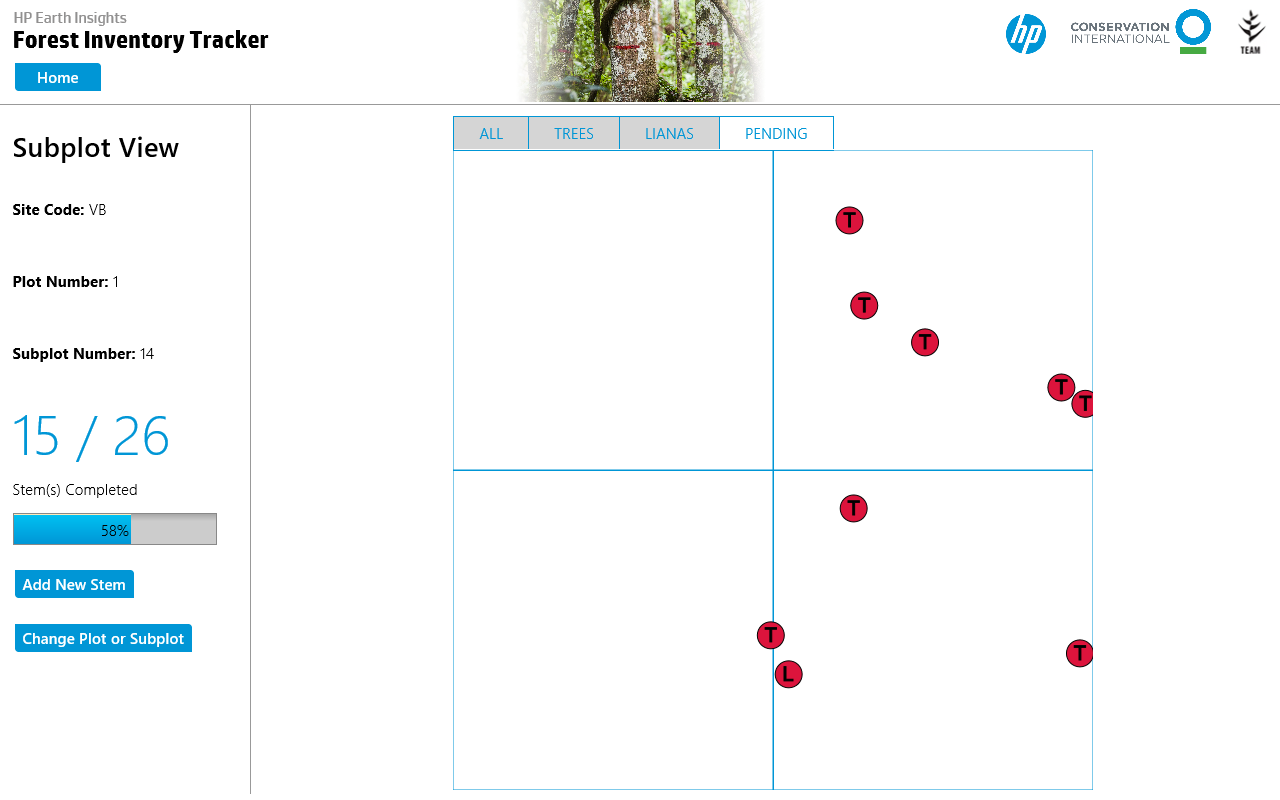 HP Earth Insights
Forest Inventory Tracker
Home
hp
CONSERVATION
INTERNATIONAL
TEAM
Subplot View
Site Code: VB
Plot Number: 1
Subplot Number: 14
15 / 26
Stem(s) Completed
58%
Add New Stem
Change Plot or Subplot
ALL TREES LIANAS PENDING
T
T
T
T
T
T
T
L
T